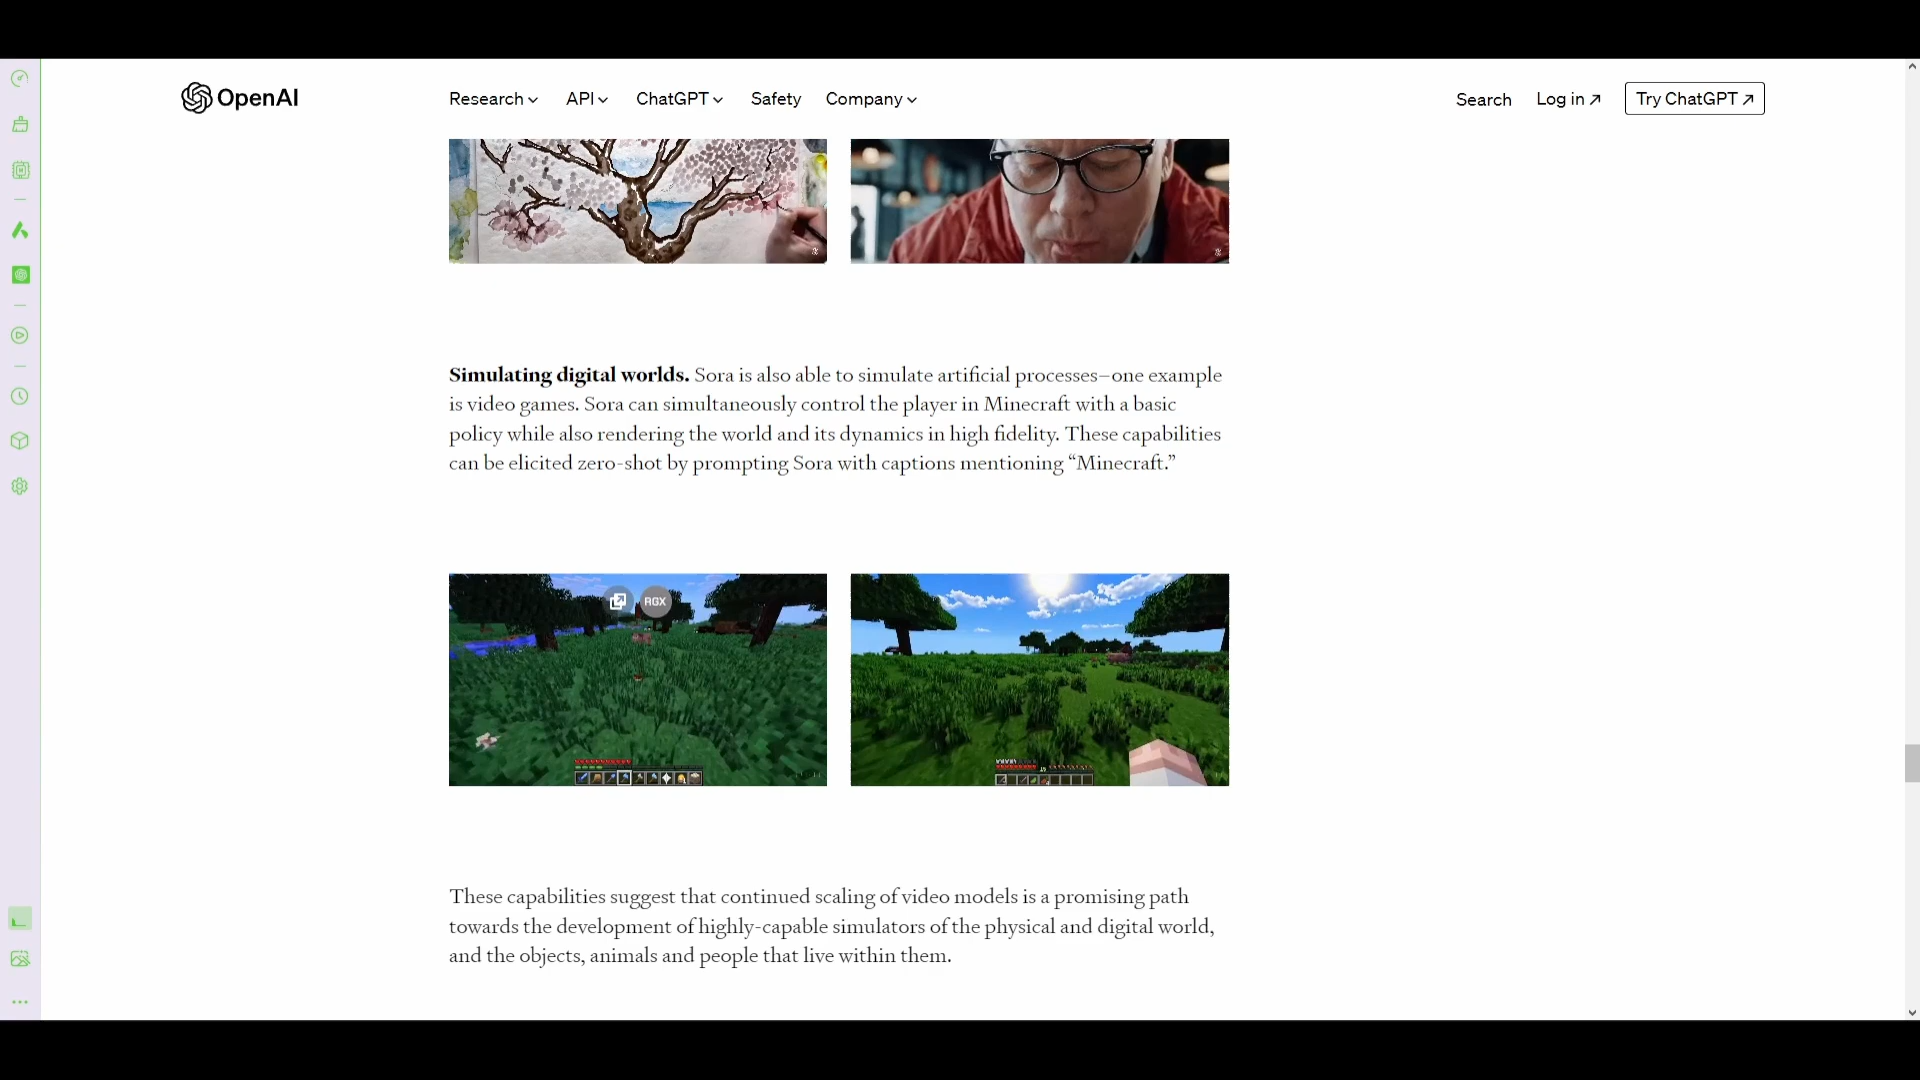 OpenAI
Research
API
ChatGPT
Safety
Company
Search
Log in ↗
Try ChatGPT ↗
Simulating digital worlds. Sora is also able to simulate artificial processes–one example
is video games. Sora can simultaneously control the player in Minecraft with a basic
policy while also rendering the world and its dynamics in high fidelity. These capabilities
can be elicited zero-shot by prompting Sora with captions mentioning “Minecraft.”
RGX
These capabilities suggest that continued scaling of video models is a promising path
towards the development of highly-capable simulators of the physical and digital world,
and the objects, animals and people that live within them.